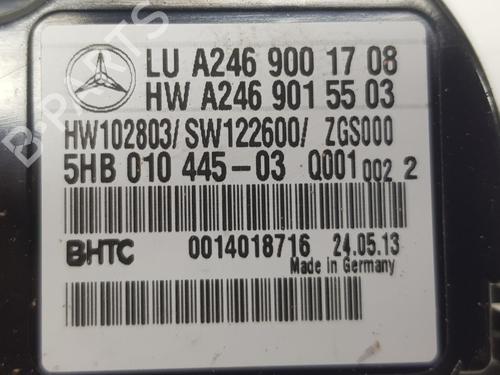 LU A246 900 17 08
HW A246 901 55 03
HW102803/ SW122600/ ZGS000
5HB 010 445-03 Q001 002 2
BHTC 0014018716 24.05.13
Made in Germany
B-PARTS